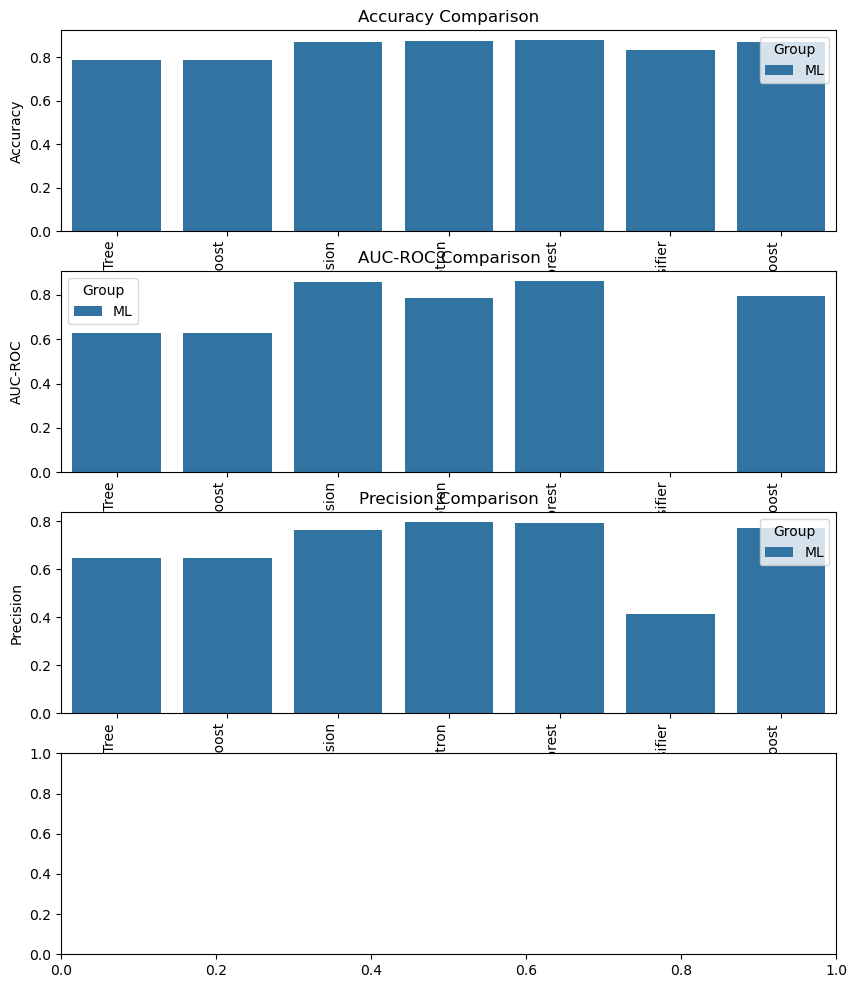 Accuracy Comparison
0.8
0.6
0.4
0.2
0.0
Accuracy
Group
ML
Tree
oost
sion
tron
orest
sifier
oost
AUC-ROC Comparison
0.8
0.6
0.4
0.2
0.0
AUC-ROC
Group
ML
Tree
oost
sion
tron
orest
sifier
oost
Precision Comparison
0.8
0.6
0.4
0.2
0.0
Precision
Group
ML
Tree
oost
sion
tron
orest
sifier
oost
1.0
0.8
0.6
0.4
0.2
0.0
0.0 0.2 0.4 0.6 0.8 1.0